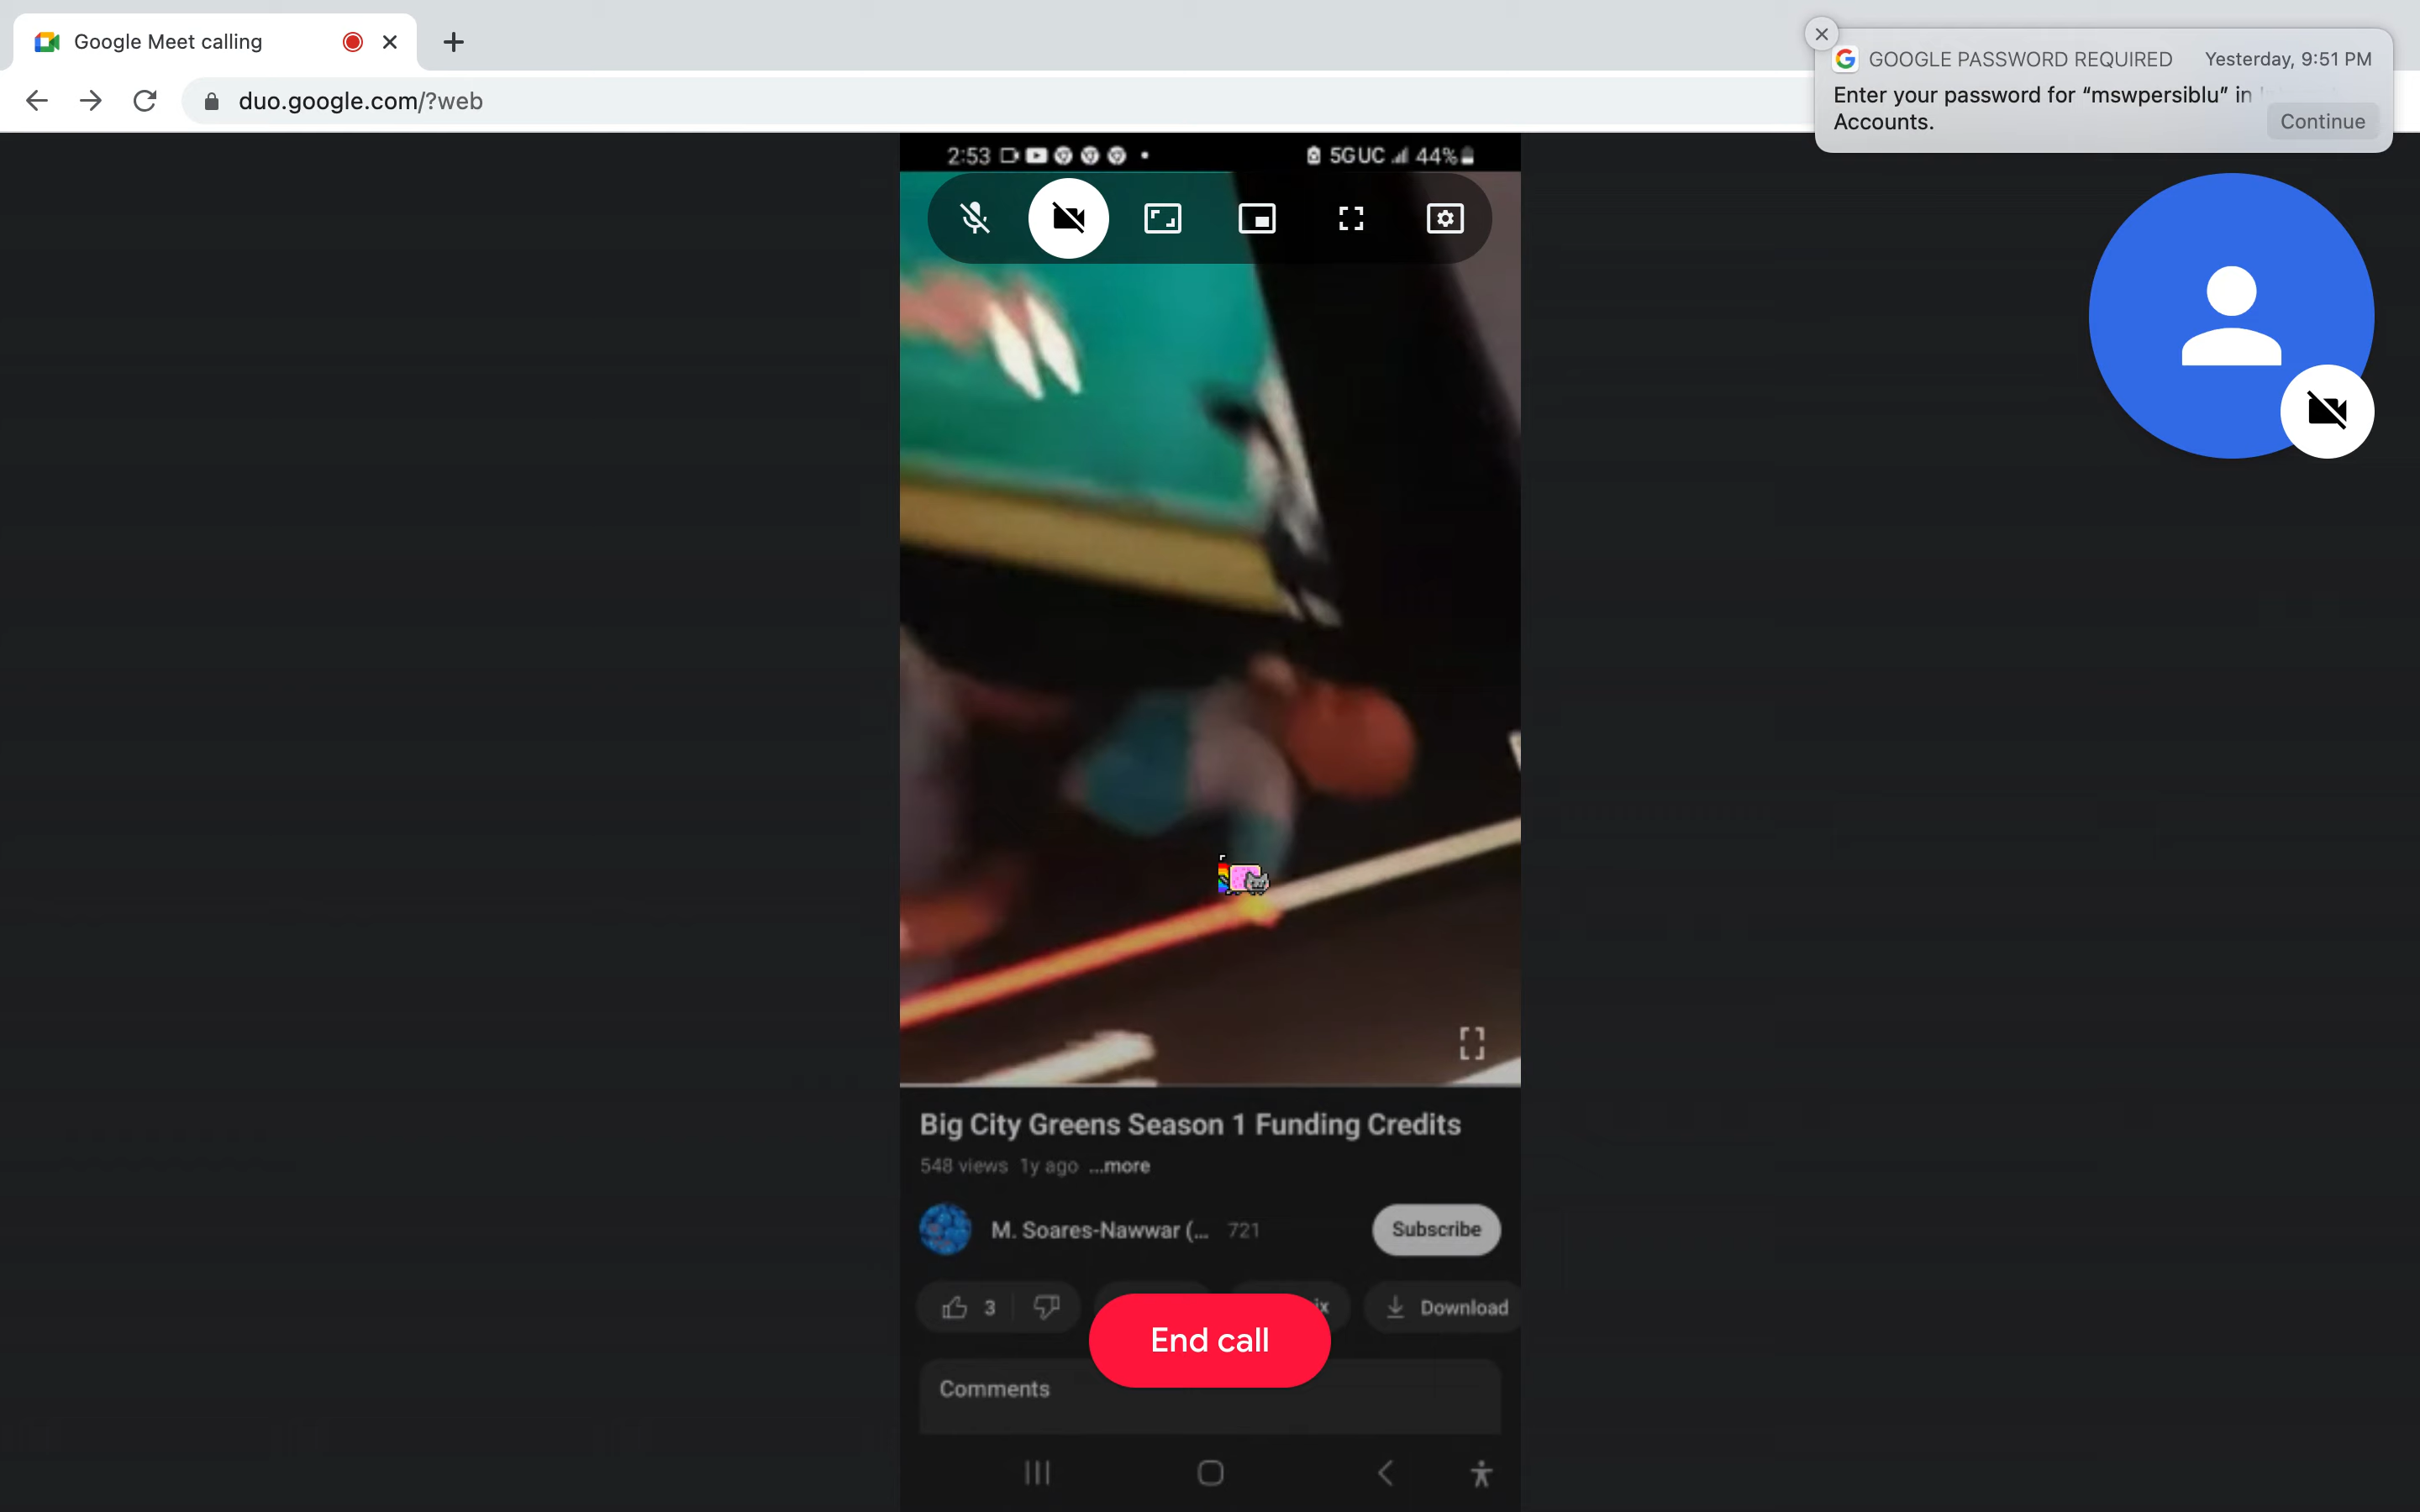 Google Meet calling
duo.google.com/?web
GOOGLE PASSWORD REQUIRED Yesterday, 9:51 PM
Enter your password for “mswpersiblu” in
Accounts.
Continue
2:53 5GUC 44%
Big City Greens Season 1 Funding Credits
548 views 1y ago ...more
M. Soares-Nawwar (... 721 Subscribe
3 ix Download
End call
Comments